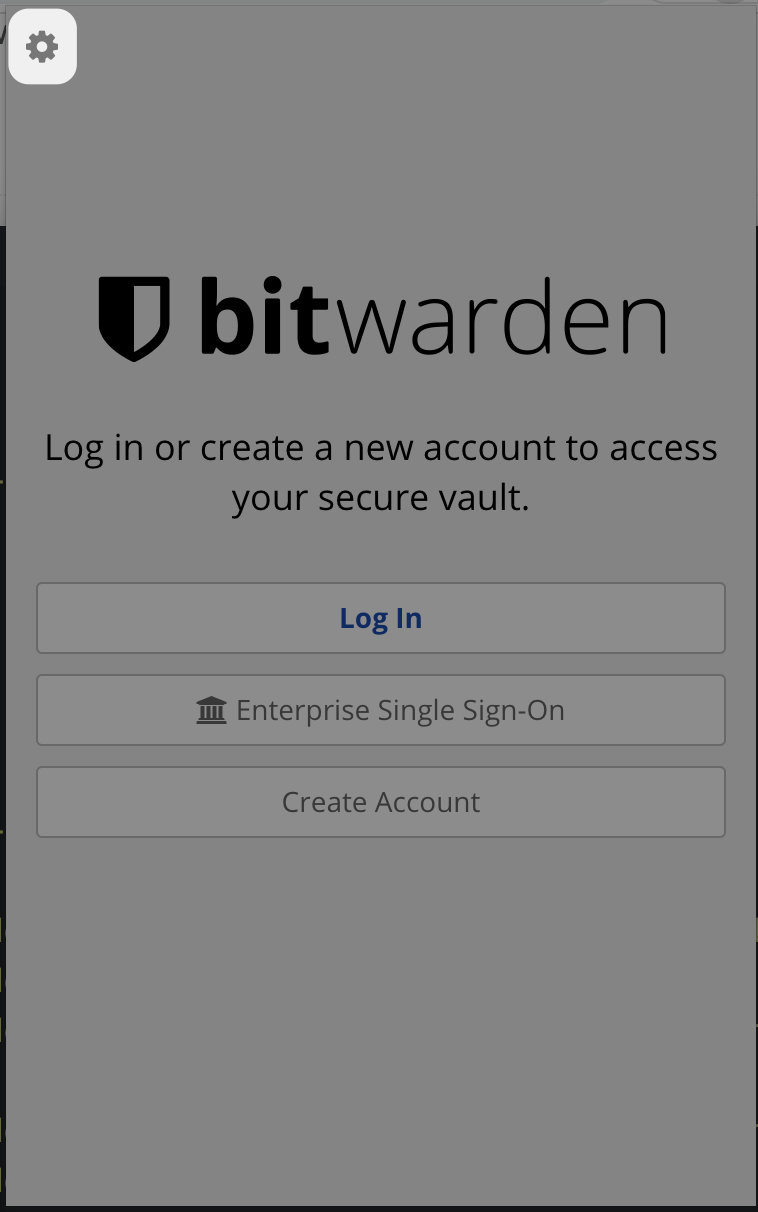 bitwarden
Log in or create a new account to access
your secure vault.
Log In
Enterprise Single Sign-On
Create Account